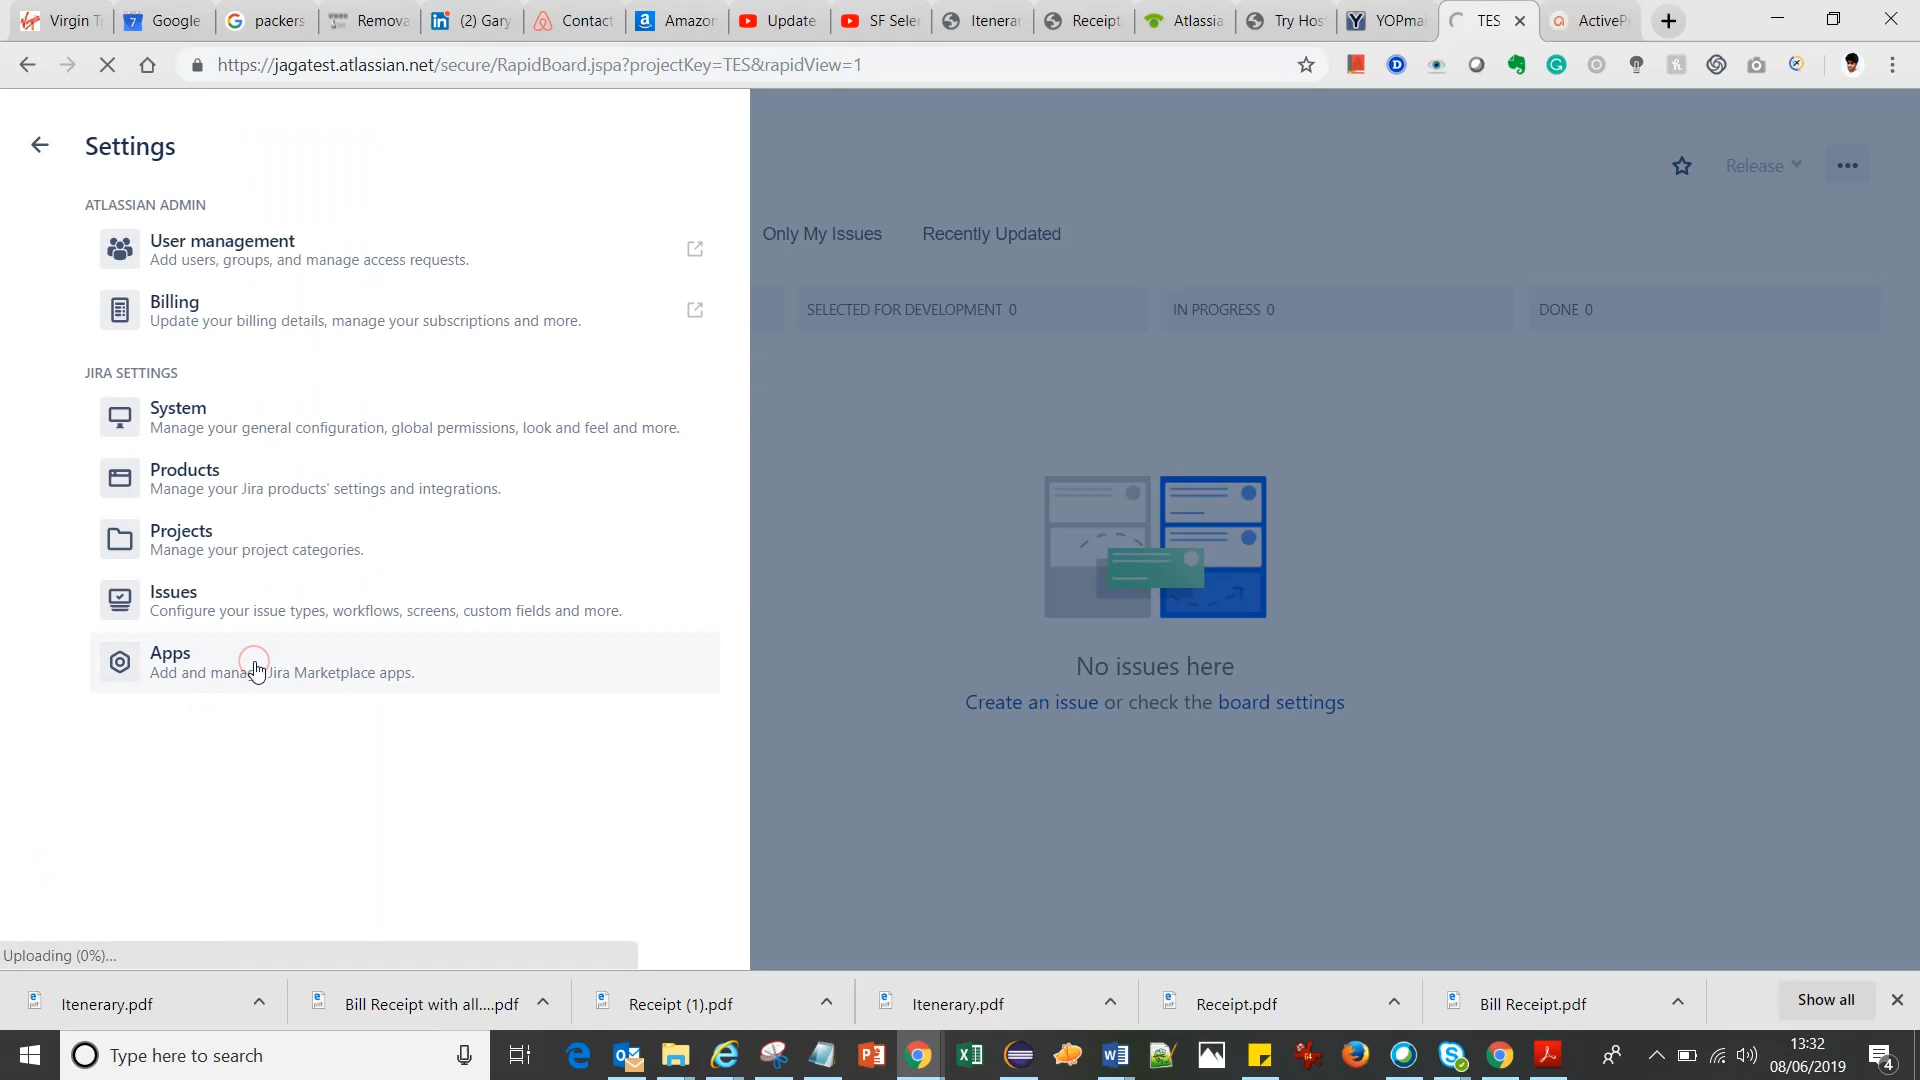 Virgin T
Google
packers
Remova
(2) Gary
Contact
Amazon
Update
SF Selen
Itenerar
Receipt
Atlassia
Try Hos
YOPmai
TES
ActiveP
https://jagatest.atlassian.net/secure/RapidBoard.jspa?projectKey=TES&rapidView=1
Settings
Release
ATLASSIAN ADMIN
User management
Add users, groups, and manage access requests.
Only My Issues
Recently Updated
Billing
Update your billing details, manage your subscriptions and more.
SELECTED FOR DEVELOPMENT 0
IN PROGRESS 0
DONE 0
JIRA SETTINGS
System
Manage your general configuration, global permissions, look and feel and more.
Products
Manage your Jira products' settings and integrations.
Projects
Manage your project categories.
Issues
Configure your issue types, workflows, screens, custom fields and more.
Apps
Add and manage Jira Marketplace apps.
No issues here
Create an issue or check the board settings
Uploading (0%)...
Itenerary.pdf
Bill Receipt with all....pdf
Receipt (1).pdf
Itenerary.pdf
Receipt.pdf
Bill Receipt.pdf
Show all
Type here to search
13:32
08/06/2019
4